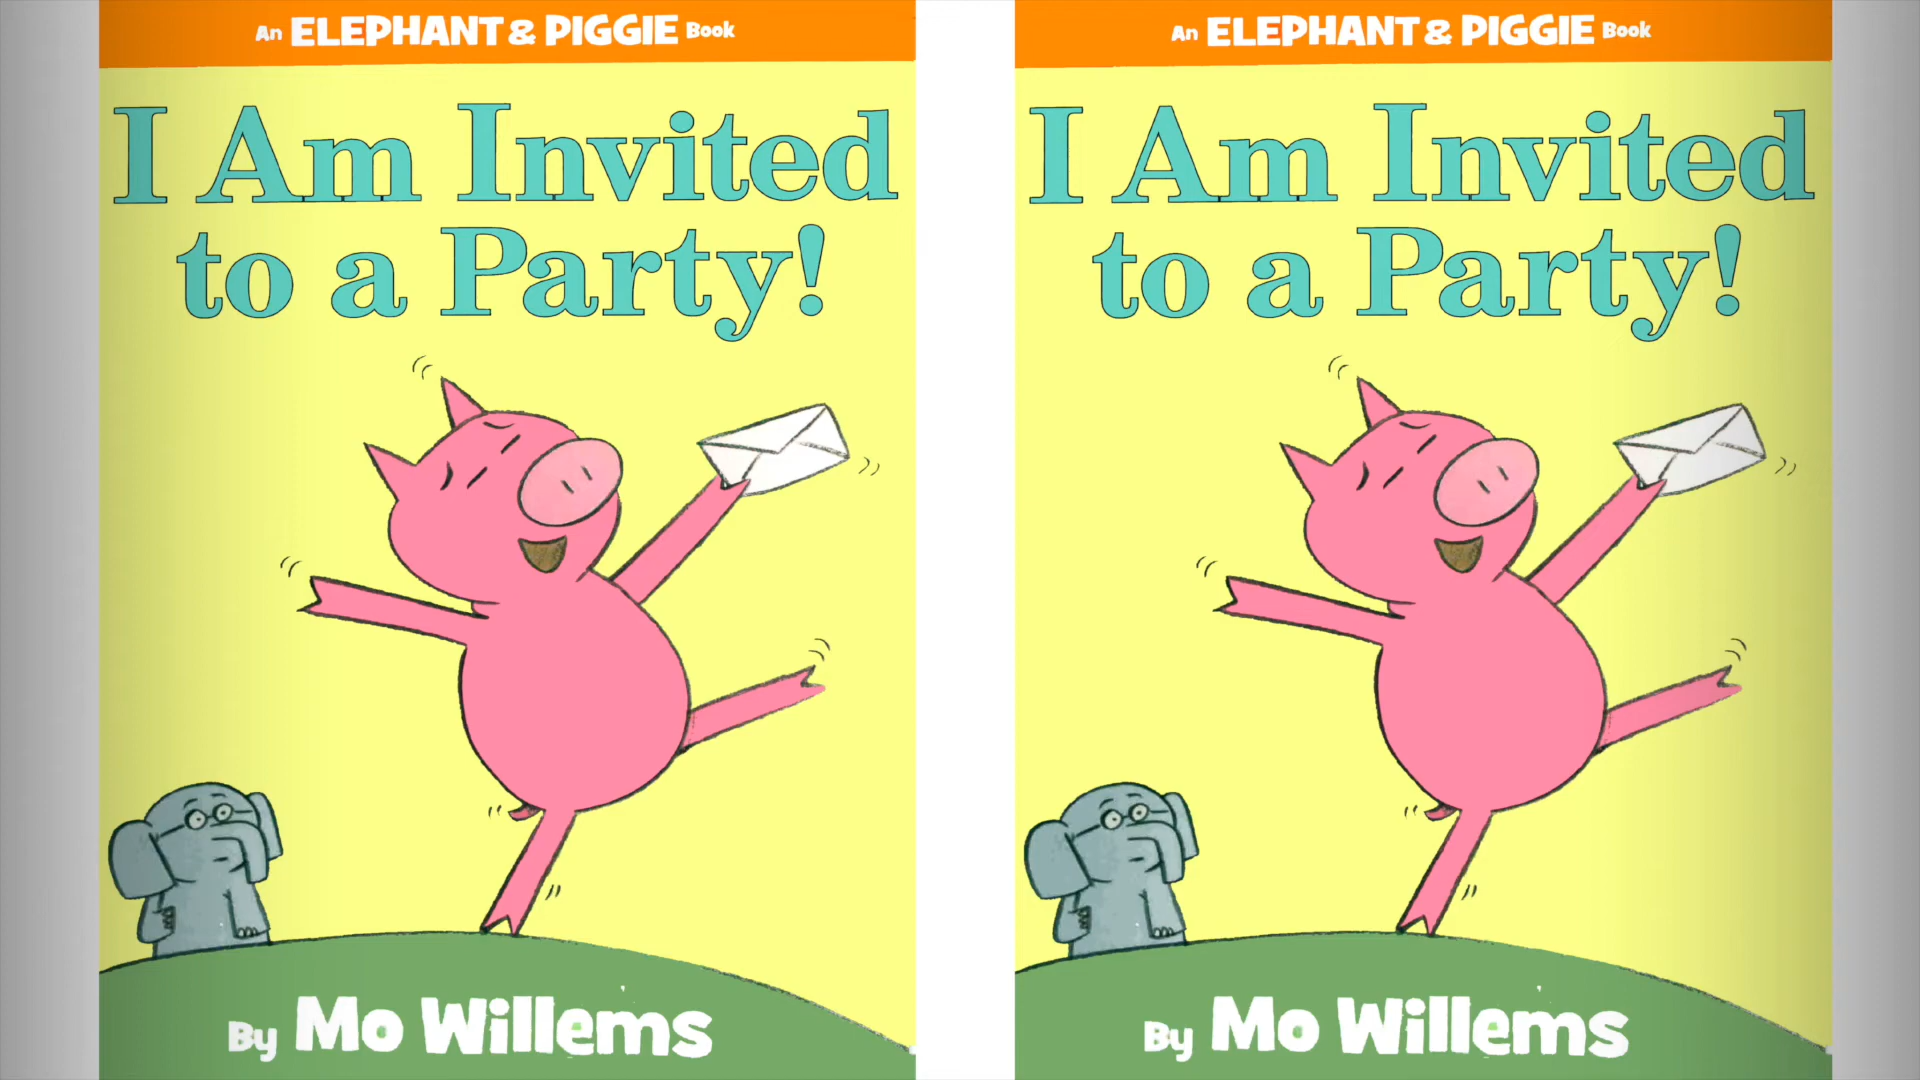 An ELEPHANT & PIGGIE Book
I Am Invited
to a Party!
By Mo Willems
An ELEPHANT & PIGGIE Book
I Am Invited
to a Party!
By Mo Willems